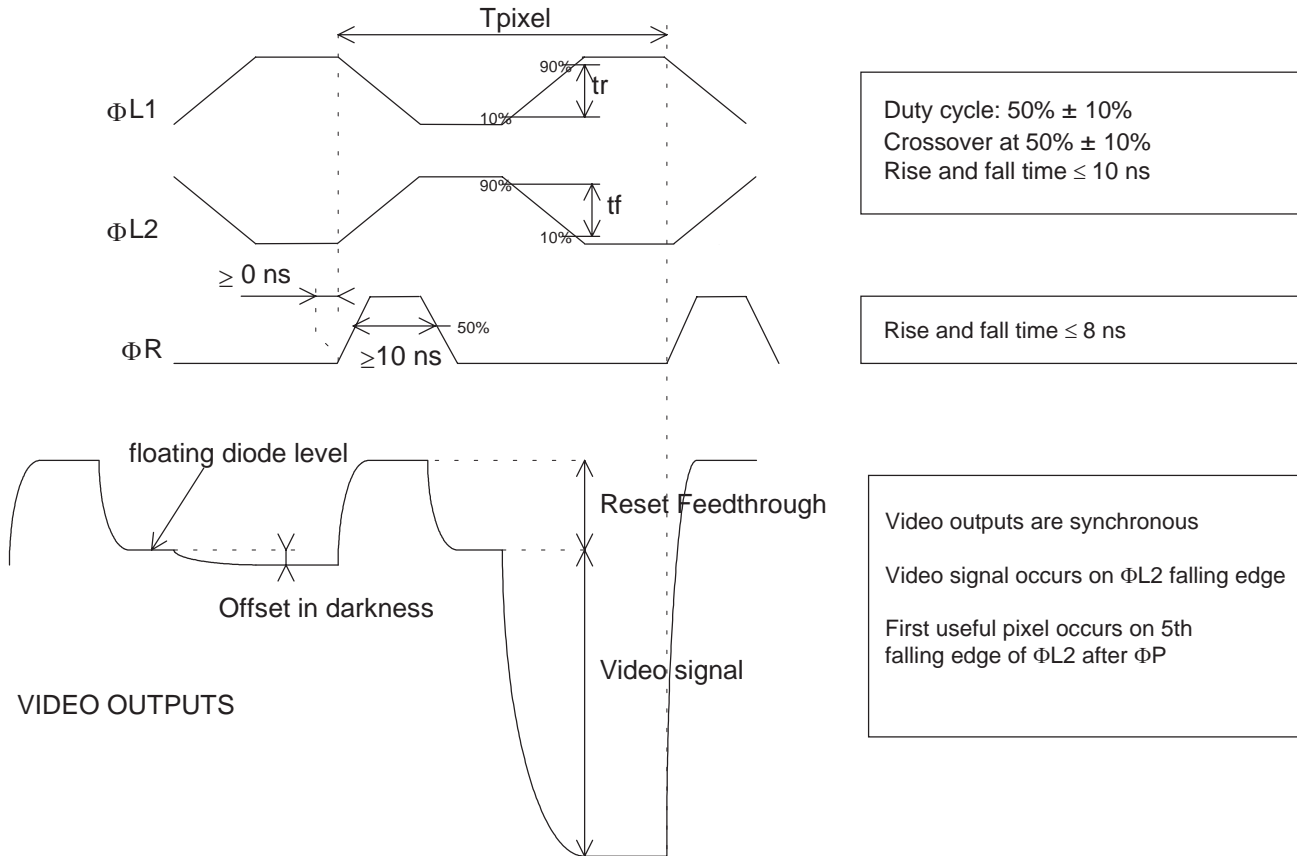 Tpixel
90%
tr
10%
ΦL1
Duty cycle: 50% ± 10%
Crossover at 50% ± 10%
Rise and fall time ≤ 10 ns
90%
tf
10%
ΦL2
≥ 0 ns
50%
ΦR
≥10 ns
Rise and fall time ≤ 8 ns
floating diode level
Reset Feedthrough
Offset in darkness
Video signal
VIDEO OUTPUTS
Video outputs are synchronous
Video signal occurs on ΦL2 falling edge
First useful pixel occurs on 5th
falling edge of ΦL2 after ΦP